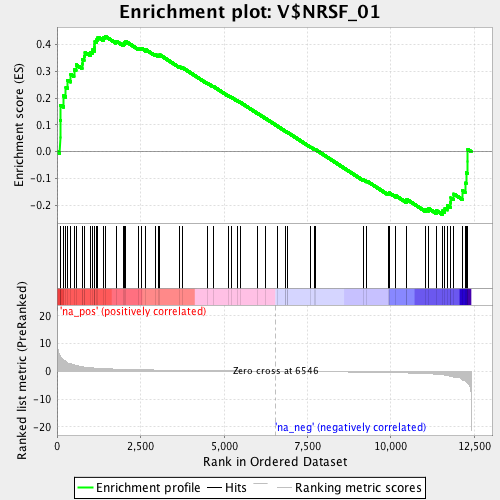 Enrichment plot: V$NRSF_01
Enrichment score (ES)
0.4
0.3
0.2
0.1
0.0
-0.1
-0.2
'na_pos' (positively correlated)
Ranked list metric (PreRanked)
20
10
0
-10
-20
Zero cross at 6546
'na_neg' (negatively correlated)
0
2,500
5,000
7,500
10,000
12,500
Rank in Ordered Dataset
Enrichment profile
Hits
Ranking metric scores